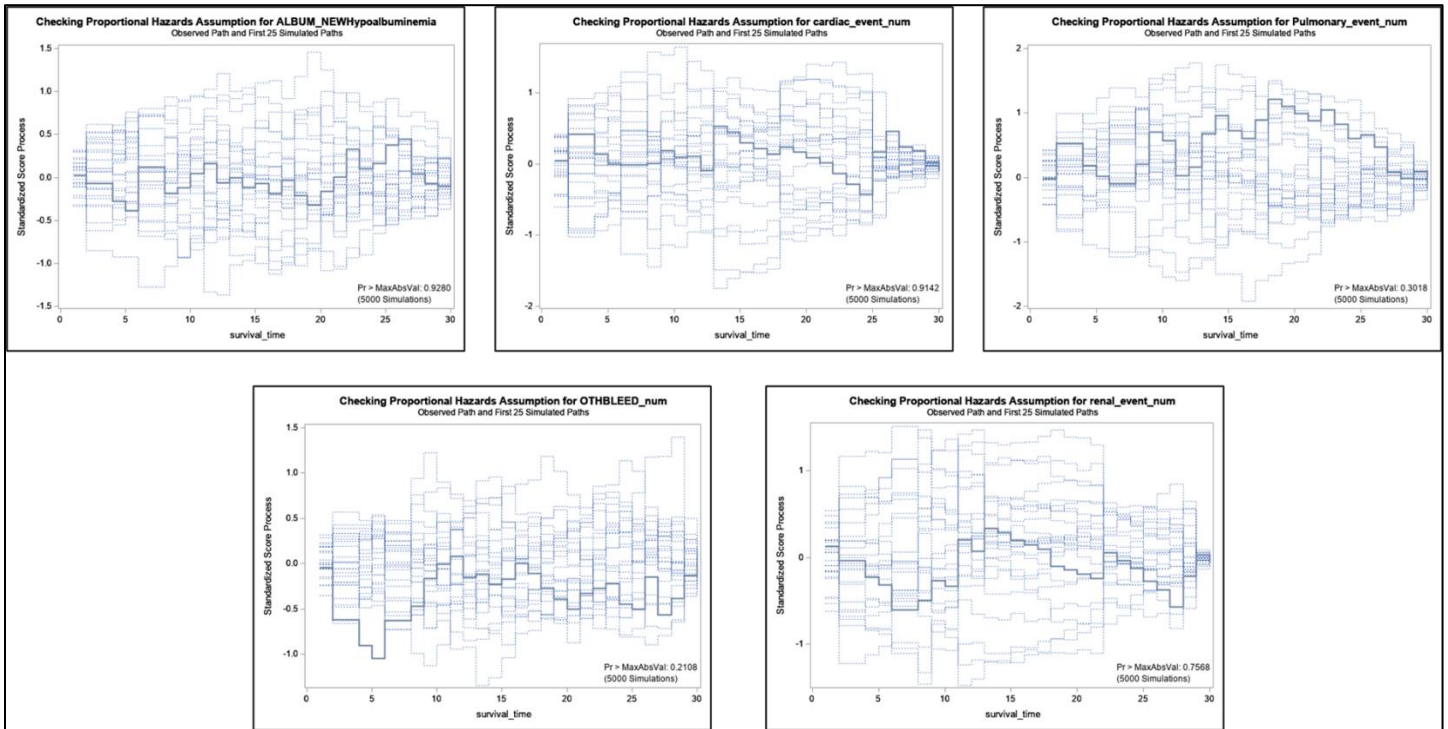 Checking Proportional Hazards Assumption for ALBUM_NEWHypoalbuminemia
Observed Path and First 25 Simulated Paths
1.5
1.0
0.5
0.0
-0.5
-1.0
-1.5
Standardized Score Process
Pr > MaxAbsVal: 0.9280
(5000 Simulations)
0 5 10 15 20 25 30
survival_time
Checking Proportional Hazards Assumption for cardiac_event_num
Observed Path and First 25 Simulated Paths
1
0
-1
-2
Standardized Score Process
Pr > MaxAbsVal: 0.9142
(5000 Simulations)
0 5 10 15 20 25 30
survival_time
Checking Proportional Hazards Assumption for Pulmonary_event_num
Observed Path and First 25 Simulated Paths
2
1
0
-1
-2
Standardized Score Process
Pr > MaxAbsVal: 0.3018
(5000 Simulations)
0 5 10 15 20 25 30
survival_time
Checking Proportional Hazards Assumption for OTHBLEED_num
Observed Path and First 25 Simulated Paths
1.5
1.0
0.5
0.0
-0.5
-1.0
Standardized Score Process
Pr > MaxAbsVal: 0.2108
(5000 Simulations)
0 5 10 15 20 25 30
survival_time
Checking Proportional Hazards Assumption for renal_event_num
Observed Path and First 25 Simulated Paths
1
0
-1
Standardized Score Process
Pr > MaxAbsVal: 0.7568
(5000 Simulations)
0 5 10 15 20 25 30
survival_time